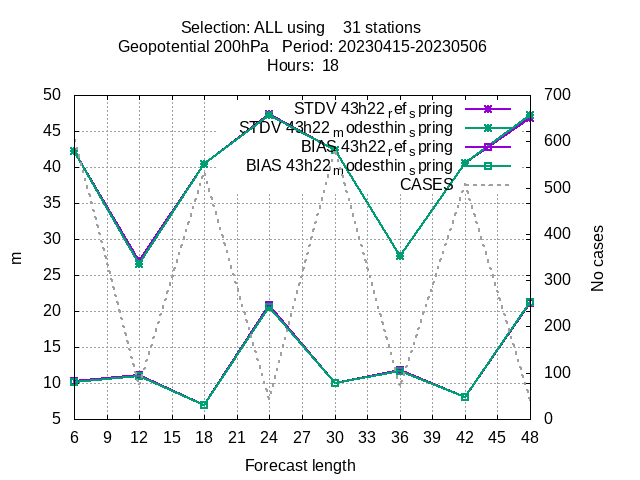 Selection: ALL using 31 stations
Geopotential 200hPa Period: 20230415-20230506
Hours: 18
STDV 43h22_ref_spring
STDV 43h22_modesthin_spring
BIAS 43h22_ref_spring
BIAS 43h22_modesthin_spring
CASES
50
45
40
35
30
25
20
15
10
5
700
600
500
400
300
200
100
0
m
No cases
6 9 12 15 18 21 24 27 30 33 36 39 42 45 48
Forecast length